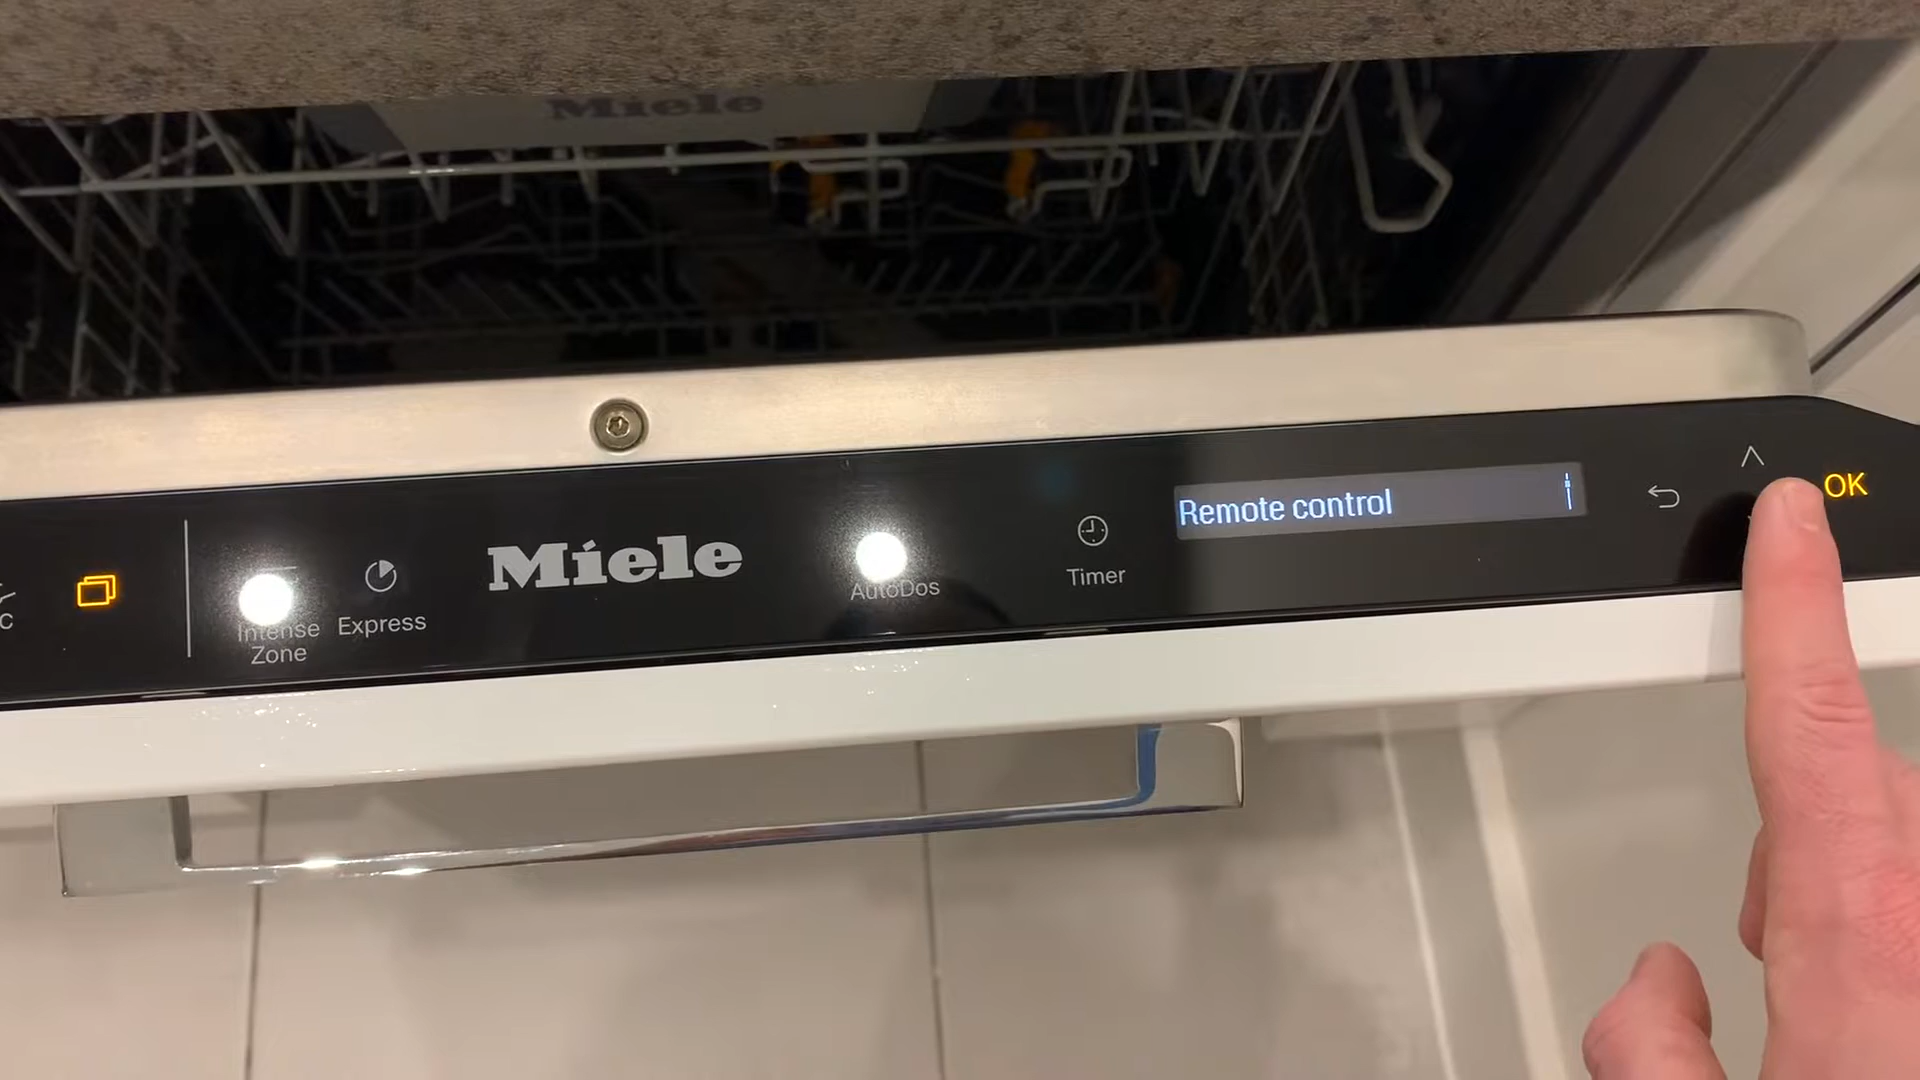 Miele
Remote control
OK
Miele
AutoDos
Timer
Intense
Zone
Express
C